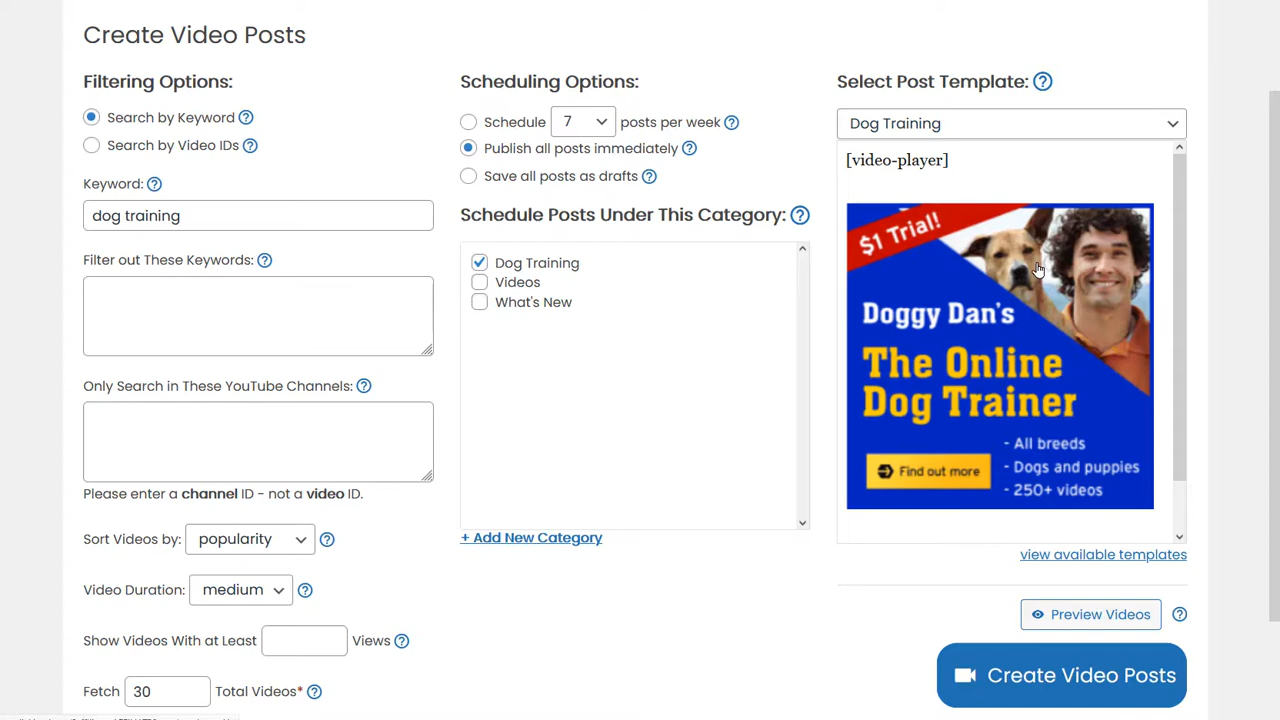 Create Video Posts
Filtering Options:
Search by Keyword
Search by Video IDs
Keyword:
dog training
Filter out These Keywords:
Only Search in These YouTube Channels:
Please enter a channel ID - not a video ID.
Sort Videos by: popularity
Video Duration: medium
Show Videos With at Least Views
Fetch 30 Total Videos*
Scheduling Options:
Schedule 7 posts per week
Publish all posts immediately
Save all posts as drafts
Schedule Posts Under This Category:
Dog Training
Videos
What's New
+ Add New Category
Select Post Template:
Dog Training
[video-player]
$1 Trial!
Doggy Dan's
The Online
Dog Trainer
- All breeds
Find out more
- Dogs and puppies
- 250+ videos
view available templates
Preview Videos
Create Video Posts